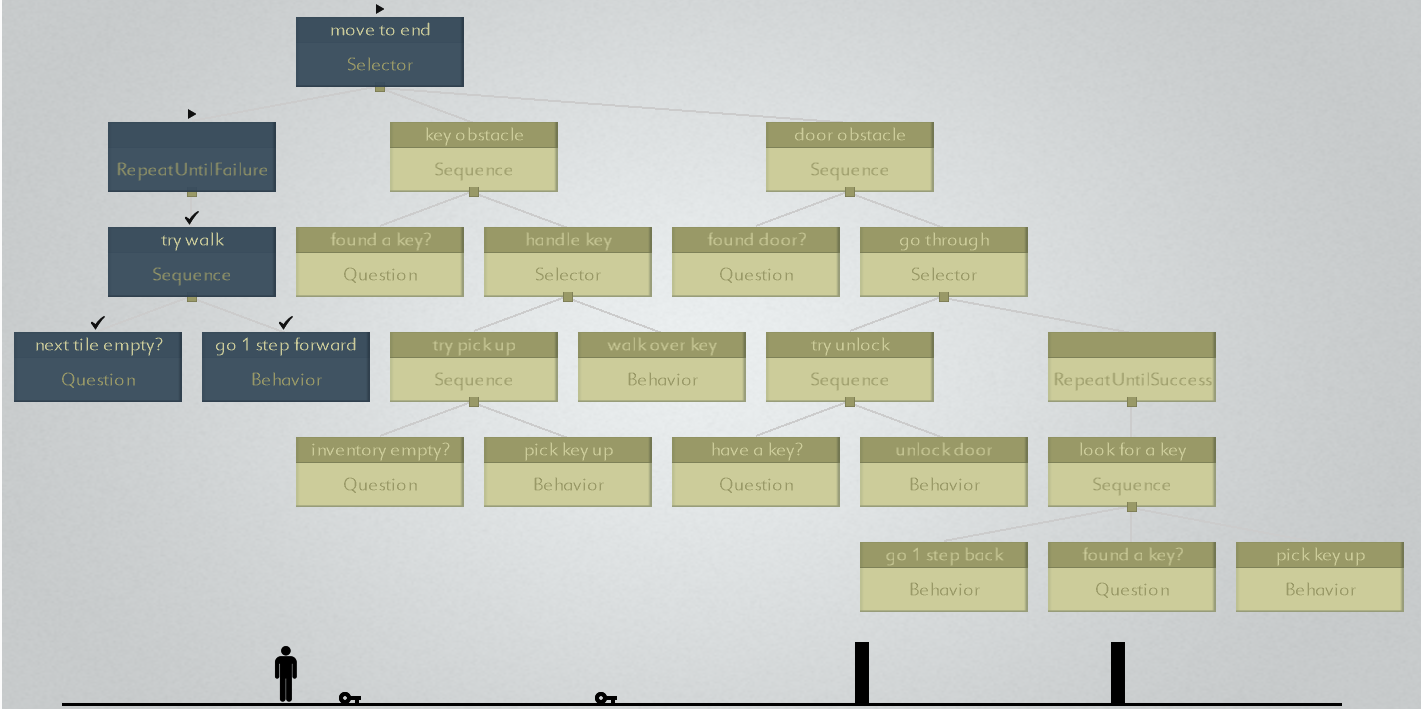 move to end
Selector
RepeatUntilFailure
key obstacle
Sequence
door obstacle
Sequence
try walk
Sequence
found a key?
Question
handle key
Selector
found door?
Question
go through
Selector
next tile empty?
Question
go 1 step forward
Behavior
try pick up
Sequence
walk over key
Behavior
try unlock
Sequence
RepeatUntilSuccess
inventory empty?
Question
pick key up
Behavior
have a key?
Question
unlock door
Behavior
look for a key
Sequence
go 1 step back
Behavior
found a key?
Question
pick key up
Behavior